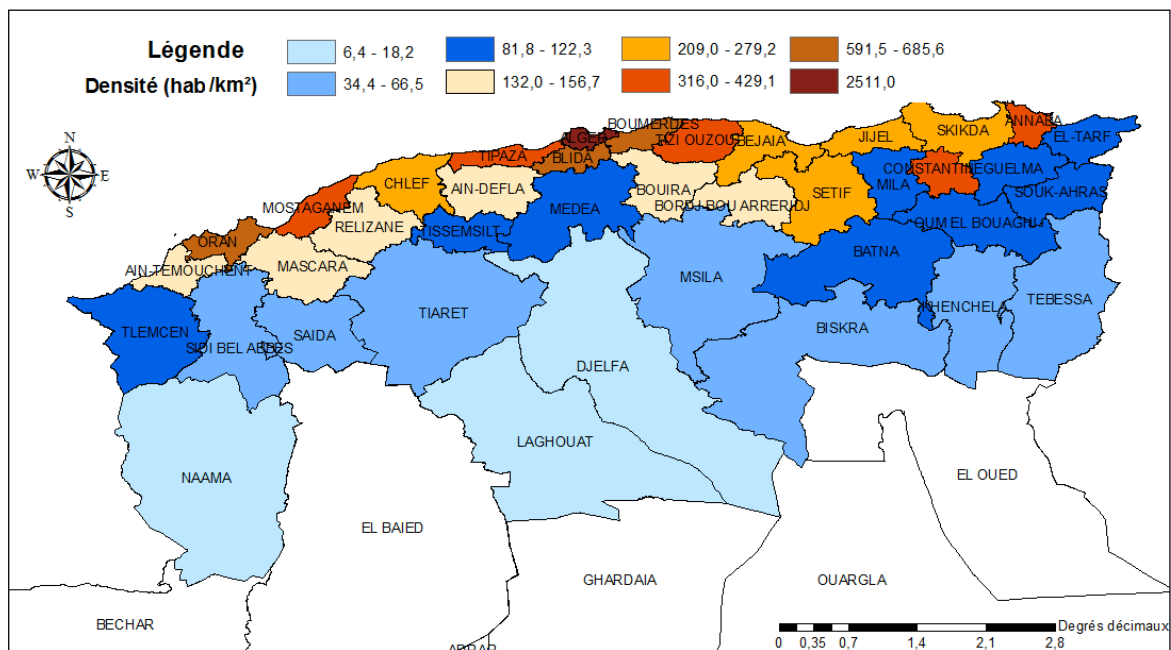 Légende
Densité (hab/km²)
6,4 - 18,2
34,4 - 66,5
81,8 - 122,3
132,0 - 156,7
209,0 - 279,2
316,0 - 429,1
591,5 - 685,6
2511,0
N
W
E
S
BOUMERDES
ALGER
TIZI OUZOU
BEJAIA
JIJEL
SKIKDA
ANNABA
EL-TARF
TIPAZA
BLIDA
CHLEF
AIN-DEFLA
BOUIRA
SETIF
MILA
CONSTANTINE
GUELMA
SOUK-AHRAS
MOSTAGANEM
RELIZANE
TISSEMSILT
MEDEA
BORDJ BOU ARRERIDJ
OUM EL BOUAGHI
ORAN
MASCARA
BATNA
AIN-TEMOUCHENT
MSILA
TLEMCEN
SIDI BEL ABBES
SAIDA
TIARET
BISKRA
KHENCHELA
TEBESSA
DJELFA
LAGHOUAT
NAAMA
EL OUED
EL BAIED
GHARDAIA
OUARGLA
BECHAR
Degrés décimaux
0 0,35 0,7 1,4 2,1 2,8